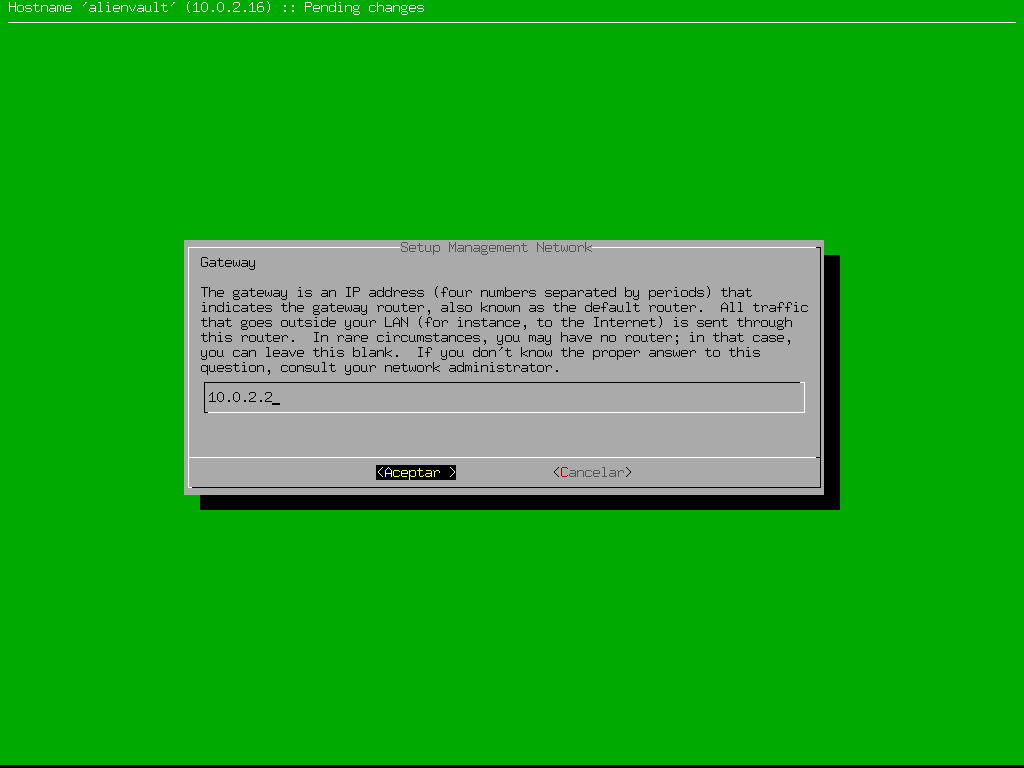 Hostname 'alienvault' (10.0.2.16) :: Pending changes
Setup Management Network
Gateway
The gateway is an IP address (four numbers separated by periods) that
indicates the gateway router, also known as the default router.  All traffic
that goes outside your LAN (for instance, to the Internet) is sent through
this router.  In rare circumstances, you may have no router; in that case,
you can leave this blank.  If you don't know the proper answer to this
question, consult your network administrator.
10.0.2.2_
<Aceptar > <Cancelar>